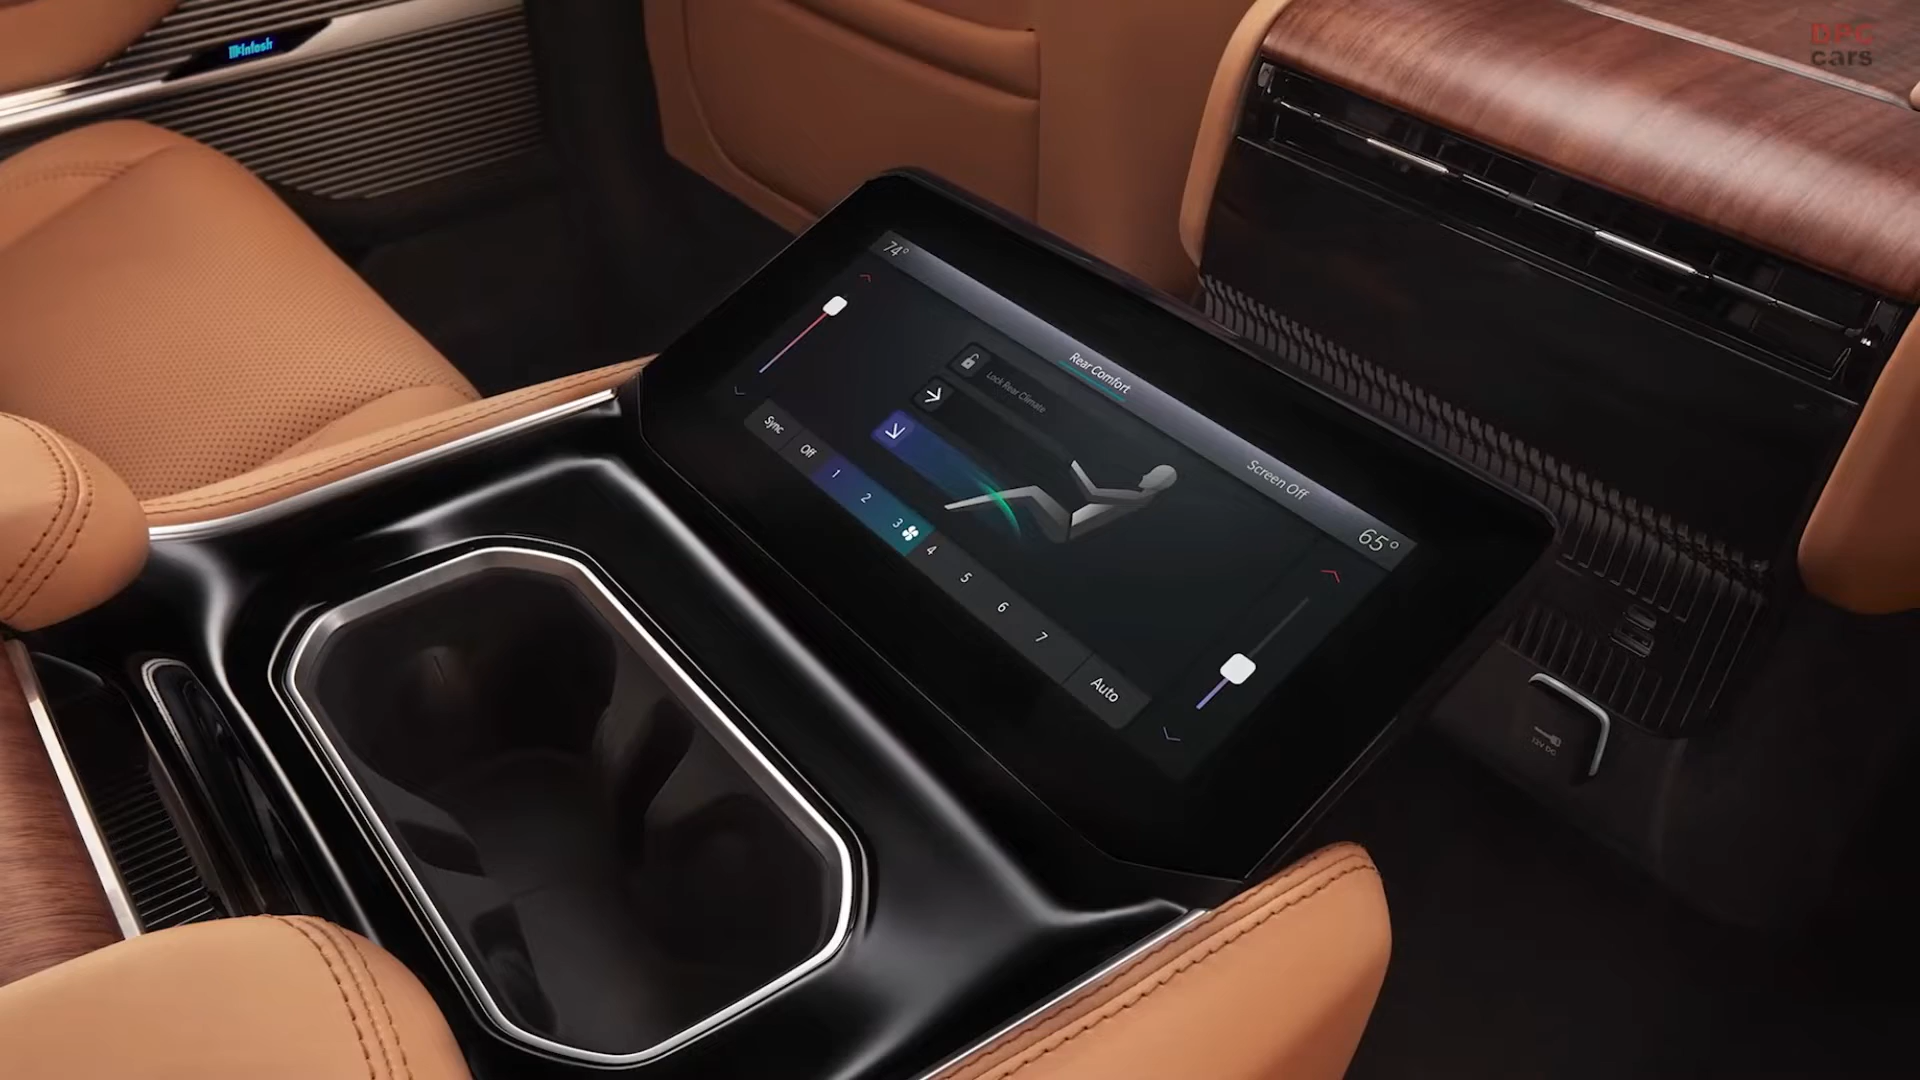 McIntosh
DPC
cars
74°
Rear Comfort
Screen Off
65°
Lock Rear Climate
Sync
Off
1
2
3
4
5
6
7
Auto
12V DC